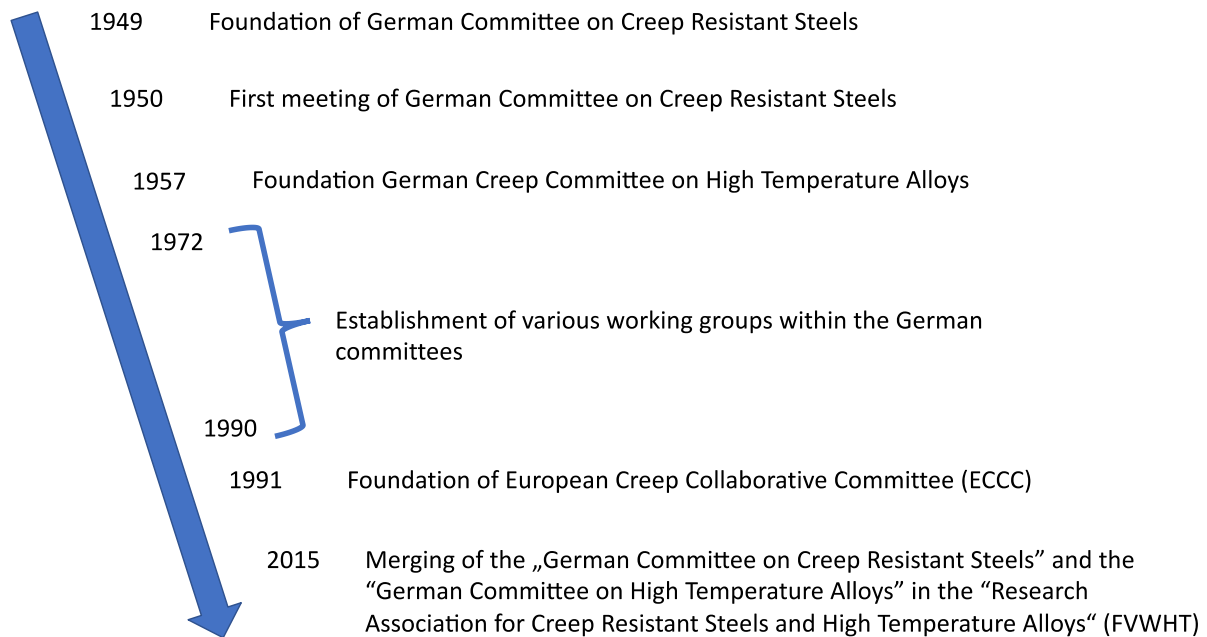 1949 Foundation of German Committee on Creep Resistant Steels
1950 First meeting of German Committee on Creep Resistant Steels
1957 Foundation German Creep Committee on High Temperature Alloys
1972
Establishment of various working groups within the German
committees
1990
1991 Foundation of European Creep Collaborative Committee (ECCC)
2015 Merging of the „German Committee on Creep Resistant Steels” and the
“German Committee on High Temperature Alloys” in the “Research
Association for Creep Resistant Steels and High Temperature Alloys“ (FVWHT)